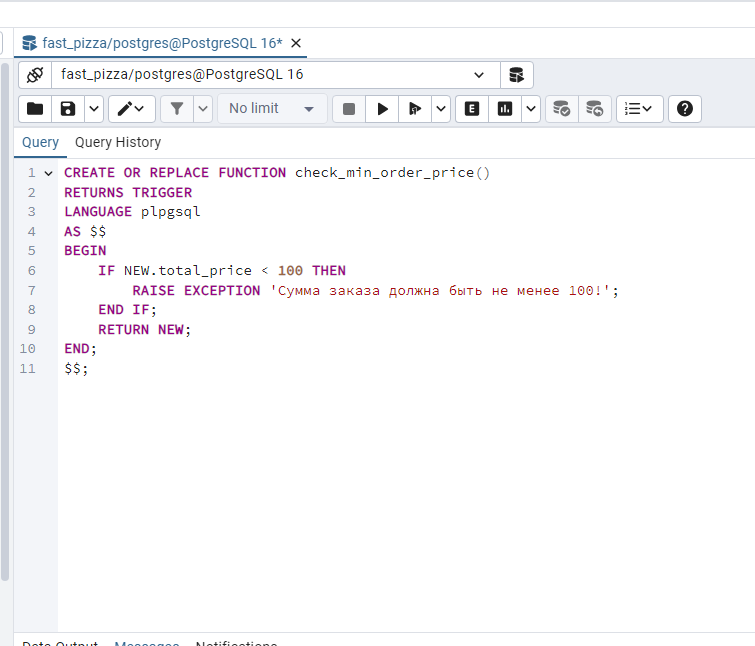 fast_pizza/postgres@PostgreSQL 16*
fast_pizza/postgres@PostgreSQL 16
No limit
E
Query Query History
1 CREATE OR REPLACE FUNCTION check_min_order_price()
2 RETURNS TRIGGER
3 LANGUAGE plpgsql
4 AS $$
5 BEGIN
6 IF NEW.total_price < 100 THEN
7 RAISE EXCEPTION 'Сумма заказа должна быть не менее 100!';
8 END IF;
9 RETURN NEW;
10 END;
11 $$;
Data Output Messages Notifications